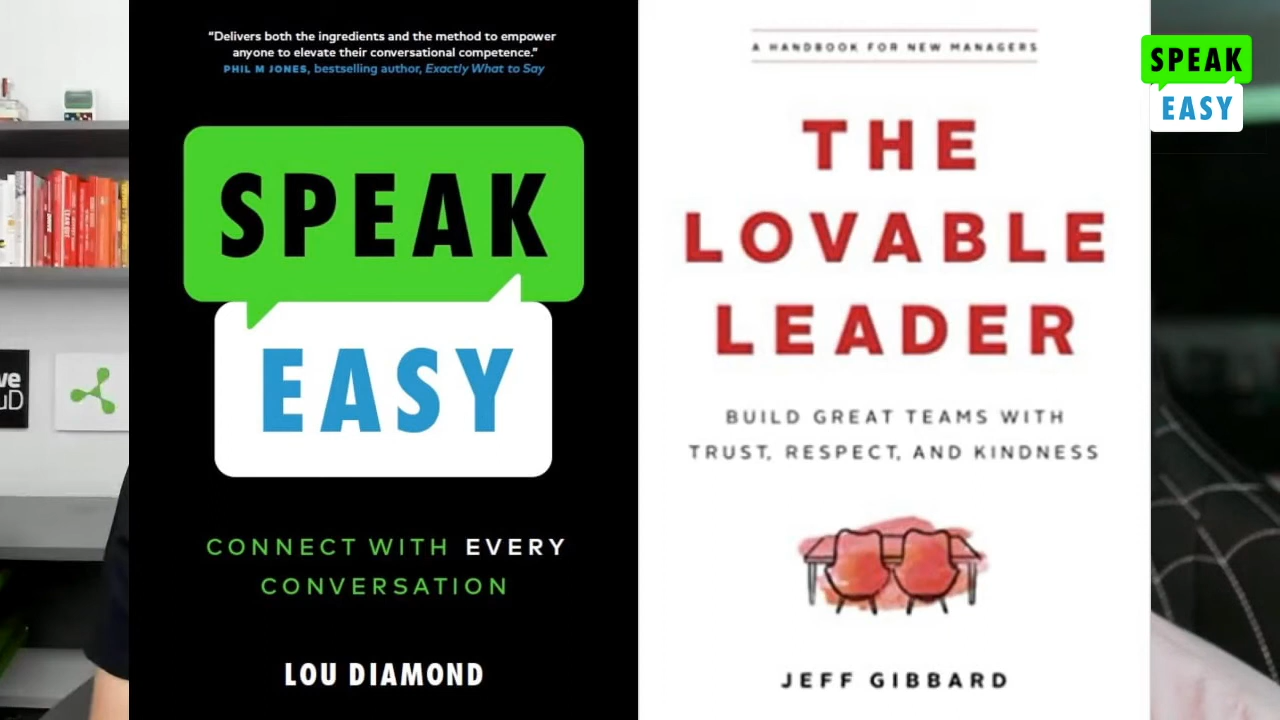 “Delivers both the ingredients and the method to empower
anyone to elevate their conversational competence.”
PHIL M JONES, bestselling author, Exactly What to Say
SPEAK
EASY
CONNECT WITH EVERY
CONVERSATION
LOU DIAMOND
A HANDBOOK FOR NEW MANAGERS
THE
LOVABLE
LEADER
BUILD GREAT TEAMS WITH
TRUST, RESPECT, AND KINDNESS
JEFF GIBBARD
SPEAK
EASY